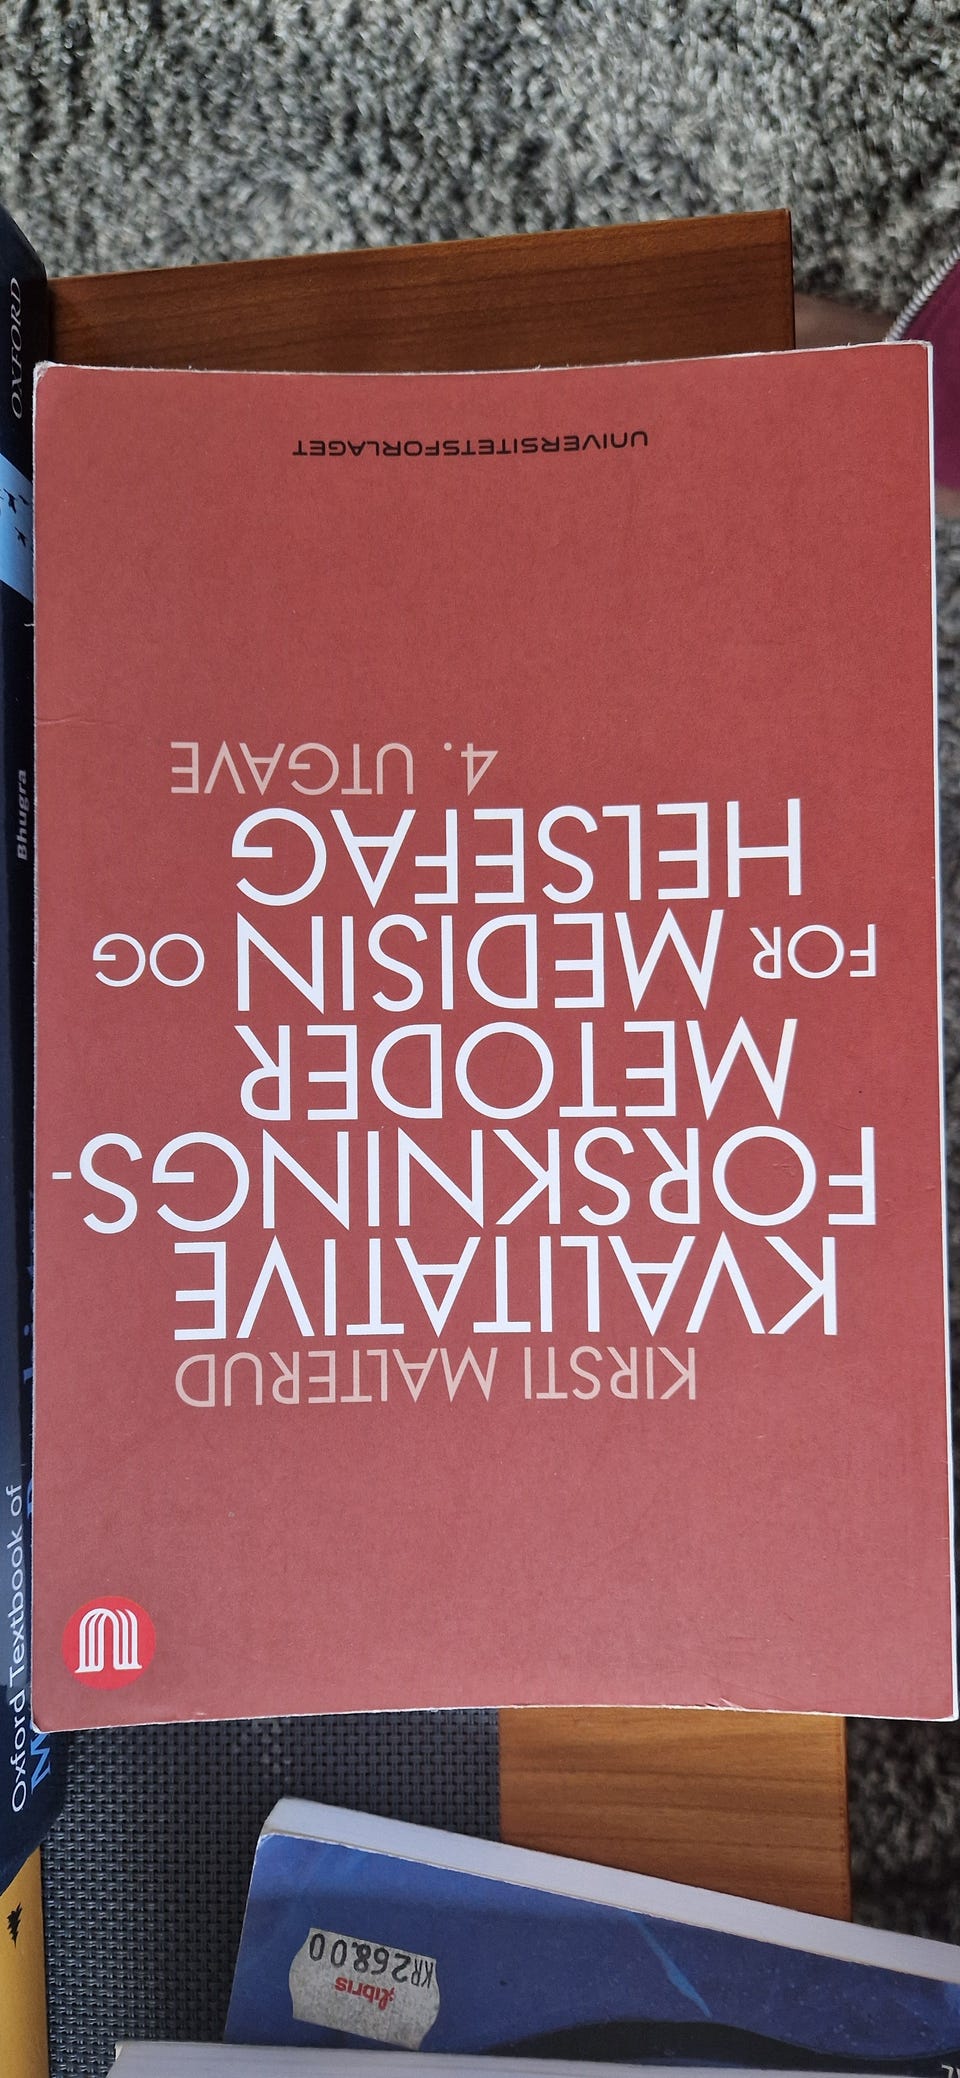 KIRSTI MALTERUD
KVALITATIVE
FORSKNINGS-
METODER
FOR MEDISIN OG
HELSEFAG
4. UTGAVE
UNIVERSITETSFORLAGET
Oxford Textbook of
Bhugra
OXFORD
libris
KR268.00